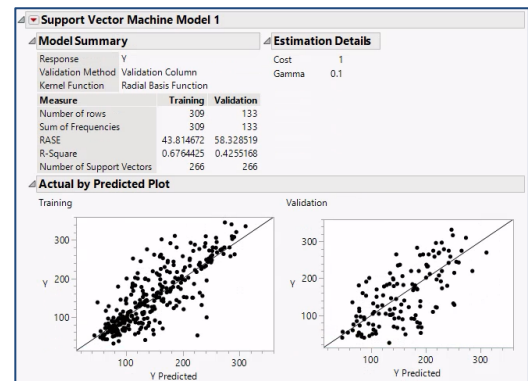 Support Vector Machine Model 1
Model Summary
Response Y
Validation Method Validation Column
Kernel Function Radial Basis Function
Measure Training Validation
Number of rows 309 133
Sum of Frequencies 309 133
RASE 43.814672 58.328519
R-Square 0.6764425 0.4255168
Number of Support Vectors 266 266
Estimation Details
Cost 1
Gamma 0.1
Actual by Predicted Plot
Training
300
200
100
Y
100 200 300
Y Predicted
Validation
300
200
100
Y
100 200 300
Y Predicted